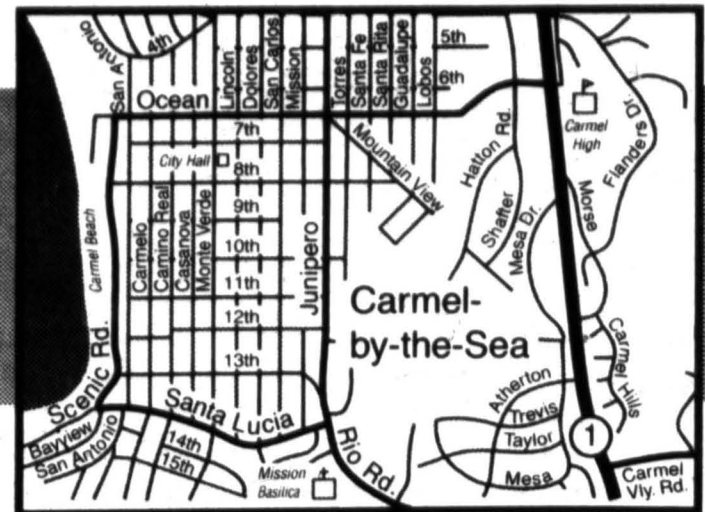 San Antonio
4th
Ocean
Lincoln
Dolores
San Carlos
Mission
Torres
Santa Fe
Santa Rita
Guadalupe
Lobos
5th
6th
7th
City Hall
8th
Mountain View
Hatton Rd.
Carmel
High
Flanders Dr.
Carmel Beach
Carmelo
Camino Real
Casanova
Monte Verde
9th
10th
11th
12th
13th
Junipero
Shafter
Mesa Dr.
Morse
Carmel-
by-the-Sea
Carmel Hills
Scenic Rd.
Santa Lucia
Atherton
Trevis
Taylor
Mesa
1
Bayview
San Antonio
14th
15th
Mission
Basilica
Rio Rd.
Carmel
Vly. Rd.